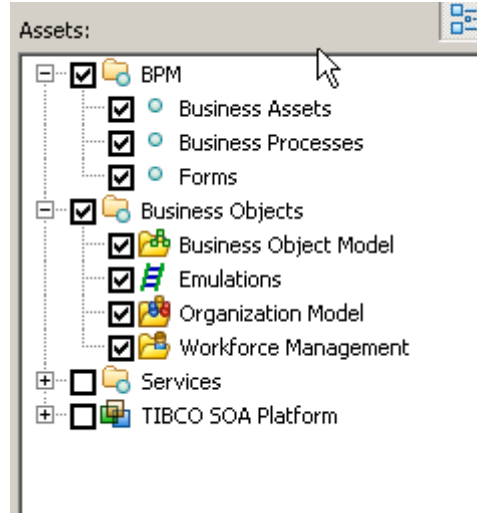 Assets:
BPM
Business Assets
Business Processes
Forms
Business Objects
Business Object Model
Emulations
Organization Model
Workforce Management
Services
TIBCO SOA Platform